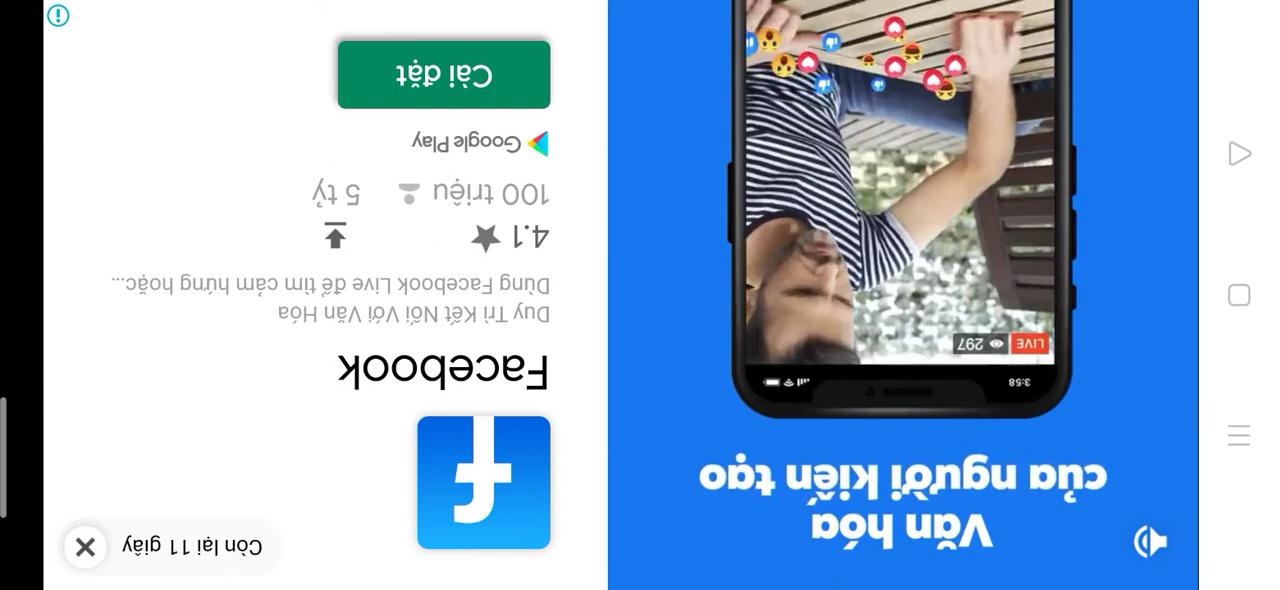 Văn hóa
của người kiến tạo
3:58
LIVE 297
Còn lại 11 giây
Facebook
Duy Trì Kết Nối Với Văn Hóa
Dùng Facebook Live để tìm cảm hứng hoặc...
4.1
100 triệu 5 tỷ
Google Play
Cài đặt